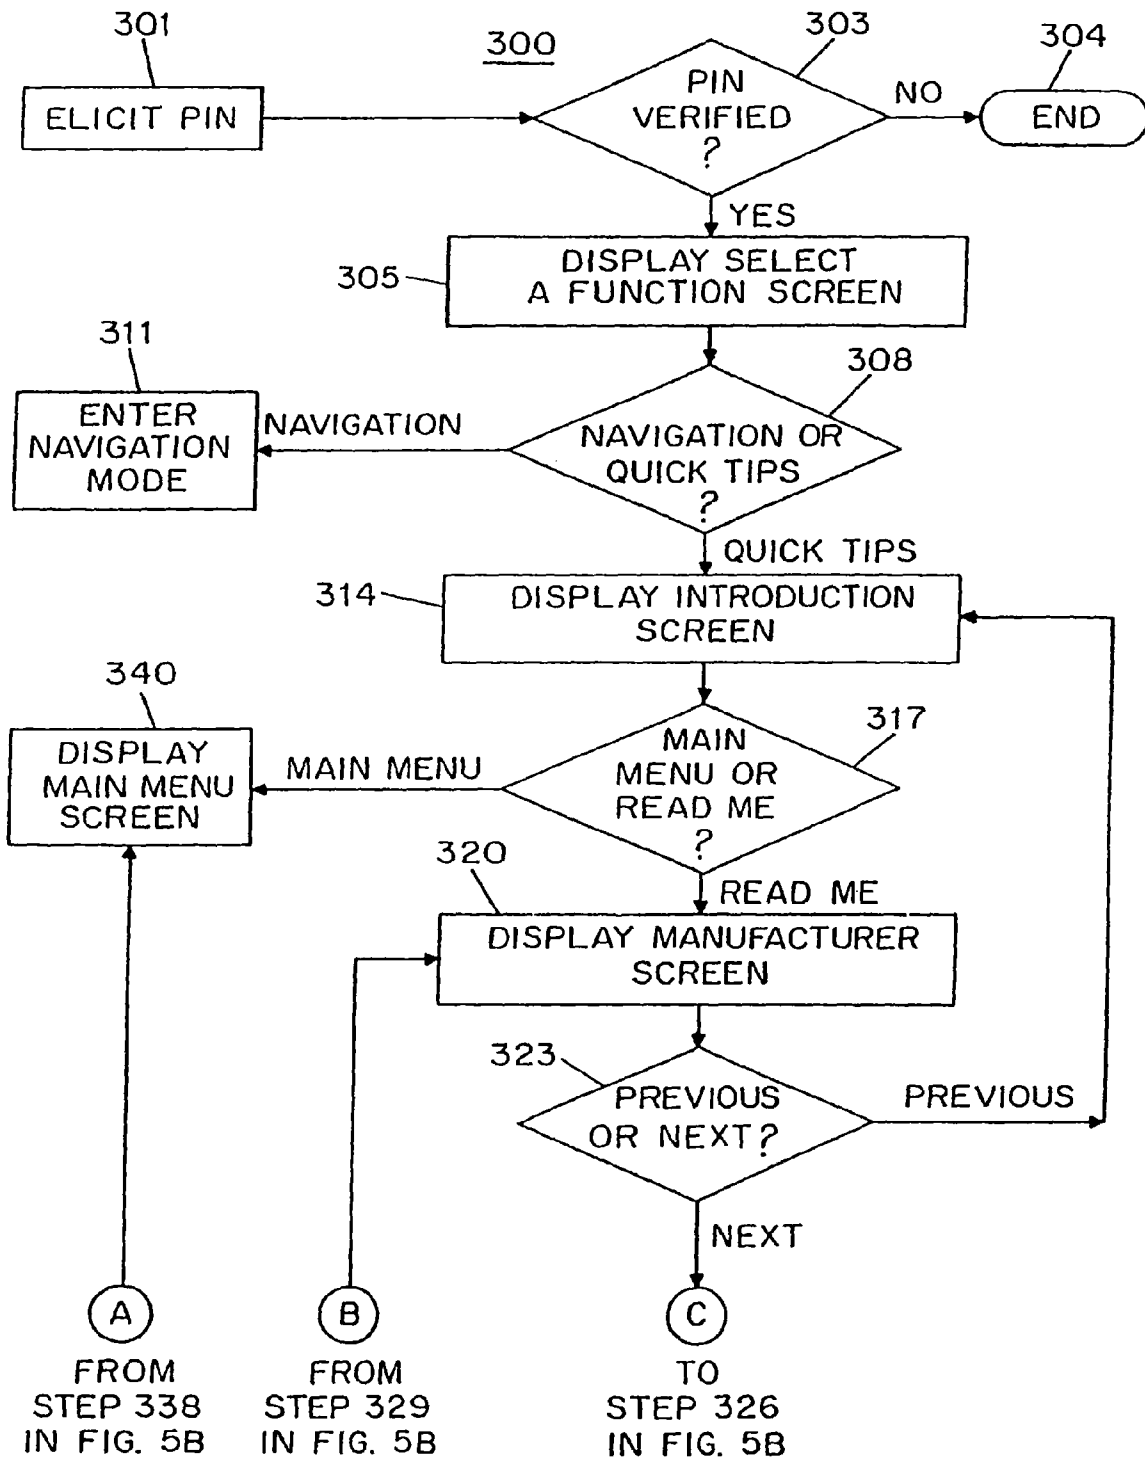 301
300
303
304
ELICIT PIN
PIN
VERIFIED
?
NO
END
YES
305
DISPLAY SELECT
A FUNCTION SCREEN
311
308
ENTER
NAVIGATION
MODE
NAVIGATION
NAVIGATION OR
QUICK TIPS
?
QUICK TIPS
314
DISPLAY INTRODUCTION
SCREEN
340
317
DISPLAY
MAIN MENU
SCREEN
MAIN MENU
MAIN
MENU OR
READ ME
?
320
READ ME
DISPLAY MANUFACTURER
SCREEN
323
PREVIOUS
OR NEXT?
PREVIOUS
NEXT
A
FROM
STEP 338
IN FIG. 5B
B
FROM
STEP 329
IN FIG. 5B
C
TO
STEP 326
IN FIG. 5B